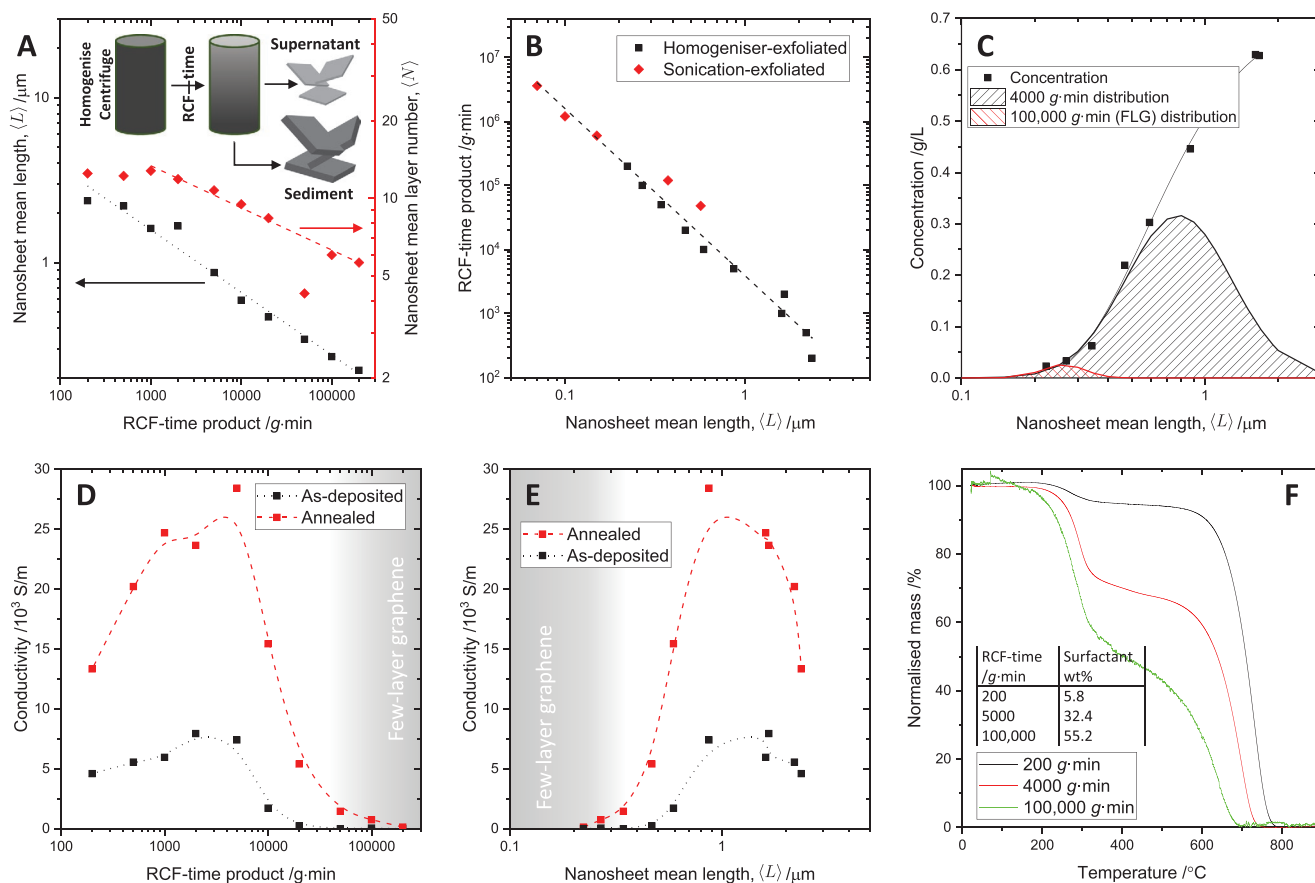 A
Homogenise
Centrifuge
RCF-time
Supernatant
Sediment
Nanosheet mean length, ⟨L⟩ /μm
10
1
Nanosheet mean layer number, ⟨N⟩
50
20
10
5
2
100 1000 10000 100000
RCF-time product /g·min
B
Homogeniser-exfoliated
Sonication-exfoliated
RCF-time product /g·min
10⁷
10⁶
10⁵
10⁴
10³
10²
0.1 1
Nanosheet mean length, ⟨L⟩ /μm
C
Concentration
4000 g·min distribution
100,000 g·min (FLG) distribution
Concentration /g/L
0.7
0.6
0.5
0.4
0.3
0.2
0.1
0.0
0.1 1
Nanosheet mean length, ⟨L⟩ /μm
D
As-deposited
Annealed
Few-layer graphene
Conductivity /10³ S/m
30
25
20
15
10
5
0
100 1000 10000 100000
RCF-time product /g·min
E
Annealed
As-deposited
Few-layer graphene
Conductivity /10³ S/m
30
25
20
15
10
5
0
0.1 1
Nanosheet mean length, ⟨L⟩ /μm
F
Normalised mass /%
100
80
60
40
20
0
RCF-time Surfactant
/g·min wt%
200 5.8
5000 32.4
100,000 55.2
200 g·min
4000 g·min
100,000 g·min
0 200 400 600 800
Temperature /°C